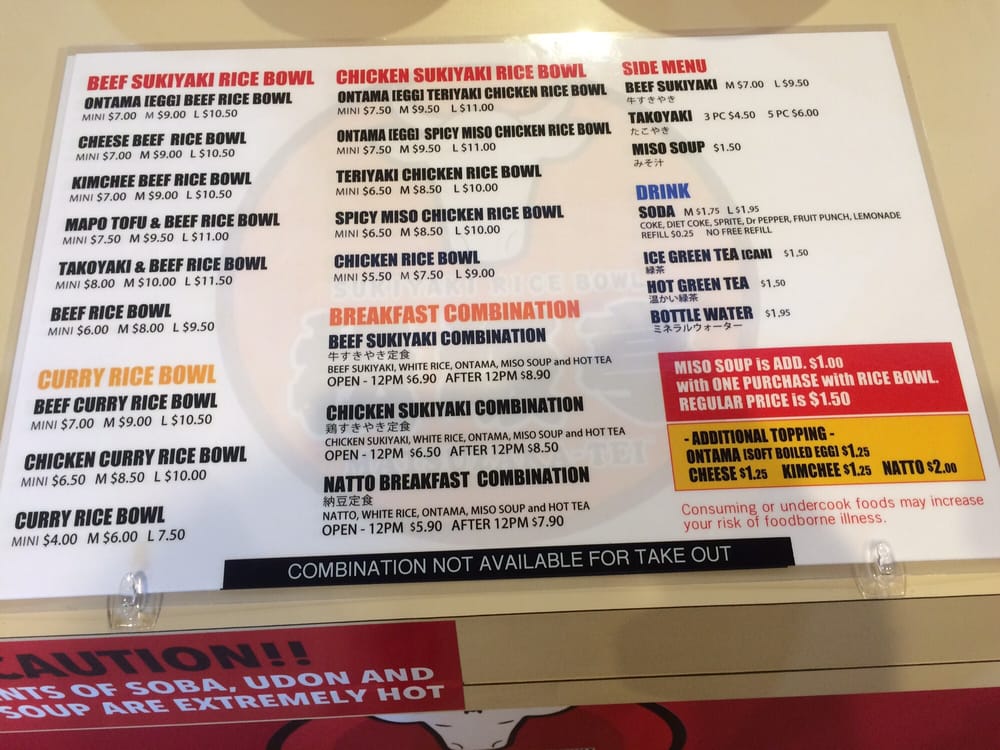 BEEF SUKIYAKI RICE BOWL
ONTAMA [EGG] BEEF RICE BOWL
MINI $7.00 M $9.00 L $10.50
CHEESE BEEF RICE BOWL
MINI $7.00 M $9.00 L $10.50
KIMCHEE BEEF RICE BOWL
MINI $7.00 M $9.00 L $10.50
MAPO TOFU & BEEF RICE BOWL
MINI $7.50 M $9.50 L $11.00
TAKOYAKI & BEEF RICE BOWL
MINI $8.00 M $10.00 L $11.50
BEEF RICE BOWL
MINI $6.00 M $8.00 L $9.50
CURRY RICE BOWL
BEEF CURRY RICE BOWL
MINI $7.00 M $9.00 L $10.50
CHICKEN CURRY RICE BOWL
MINI $6.50 M $8.50 L $10.00
CURRY RICE BOWL
MINI $4.00 M $6.00 L 7.50
CHICKEN SUKIYAKI RICE BOWL
ONTAMA [EGG] TERIYAKI CHICKEN RICE BOWL
MINI $7.50 M $9.50 L $11.00
ONTAMA [EGG] SPICY MISO CHICKEN RICE BOWL
MINI $7.50 M $9.50 L $11.00
TERIYAKI CHICKEN RICE BOWL
MINI $6.50 M $8.50 L $10.00
SPICY MISO CHICKEN RICE BOWL
MINI $6.50 M $8.50 L $10.00
CHICKEN RICE BOWL
MINI $5.50 M $7.50 L $9.00
SUKIYAKI RICE BOWL
BREAKFAST COMBINATION
BEEF SUKIYAKI COMBINATION
牛すきやき定食
BEEF SUKIYAKI, WHITE RICE, ONTAMA, MISO SOUP and HOT TEA
OPEN - 12PM $6.90 AFTER 12PM $8.90
CHICKEN SUKIYAKI COMBINATION
鶏すきやき定食
CHICKEN SUKIYAKI, WHITE RICE, ONTAMA, MISO SOUP and HOT TEA
OPEN - 12PM $6.50 AFTER 12PM $8.50
NATTO BREAKFAST COMBINATION
納豆定食
NATTO, WHITE RICE, ONTAMA, MISO SOUP and HOT TEA
OPEN - 12PM $5.90 AFTER 12PM $7.90
SIDE MENU
BEEF SUKIYAKI M $7.00 L $9.50
牛すきやき
TAKOYAKI 3 PC $4.50 5 PC $6.00
たこやき
MISO SOUP $1.50
みそ汁
DRINK
SODA M $1.75 L $1.95
COKE, DIET COKE, SPRITE, Dr PEPPER, FRUIT PUNCH, LEMONADE
REFILL $0.25 NO FREE REFILL
ICE GREEN TEA [CAN] $1.50
緑茶
HOT GREEN TEA $1.50
温かい緑茶
BOTTLE WATER $1.95
ミネラルウォーター
MISO SOUP is ADD. $1.00
with ONE PURCHASE with RICE BOWL.
REGULAR PRICE is $1.50
- ADDITIONAL TOPPING -
ONTAMA [SOFT BOILED EGG] $1.25
CHEESE $1.25 KIMCHEE $1.25 NATTO $2.00
Consuming or undercook foods may increase
your risk of foodborne illness.
COMBINATION NOT AVAILABLE FOR TAKE OUT
CAUTION!!
NTS OF SOBA, UDON AND
SOUP ARE EXTREMELY HOT